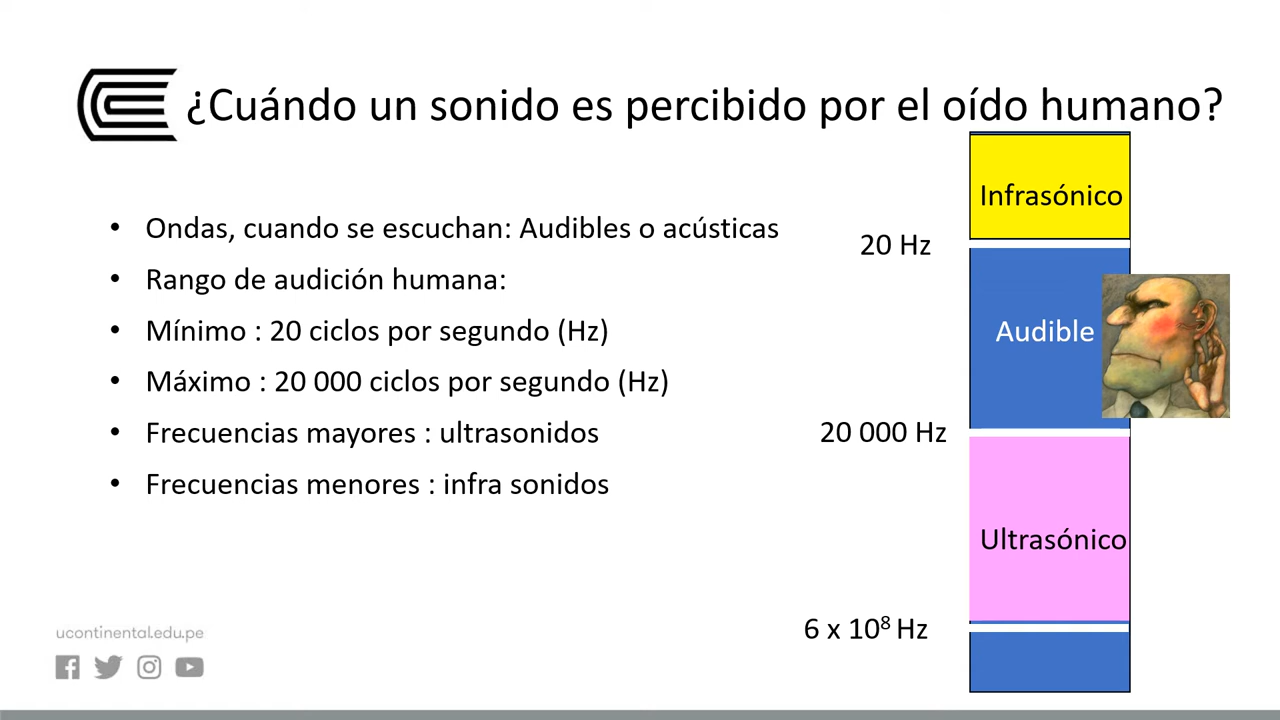 ¿Cuándo un sonido es percibido por el oído humano?
• Ondas, cuando se escuchan: Audibles o acústicas
• Rango de audición humana:
• Mínimo : 20 ciclos por segundo (Hz)
• Máximo : 20 000 ciclos por segundo (Hz)
• Frecuencias mayores : ultrasonidos
• Frecuencias menores : infra sonidos
Infrasónico
20 Hz
Audible
20 000 Hz
Ultrasónico
6 x 10⁸ Hz
ucontinental.edu.pe